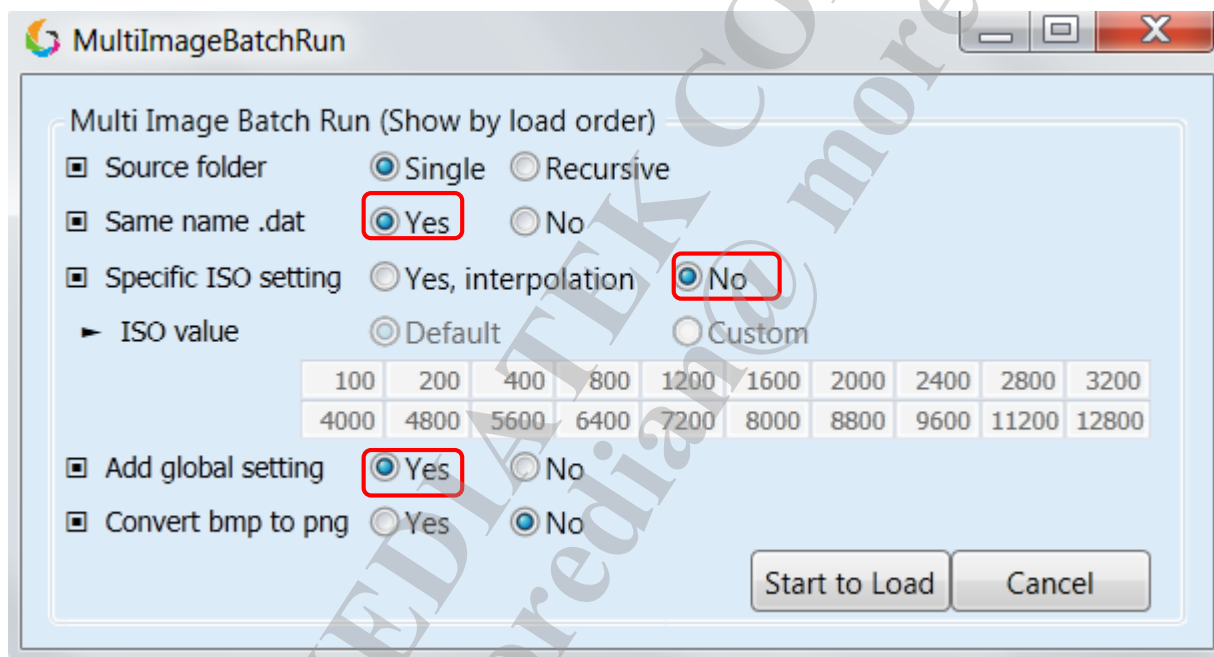 MultiImageBatchRun
Multi Image Batch Run (Show by load order)
Source folder Single Recursive
Same name .dat Yes No
Specific ISO setting Yes, interpolation No
► ISO value Default Custom
100 200 400 800 1200 1600 2000 2400 2800 3200
4000 4800 5600 6400 7200 8000 8800 9600 11200 12800
Add global setting Yes No
Convert bmp to png Yes No
Start to Load Cancel